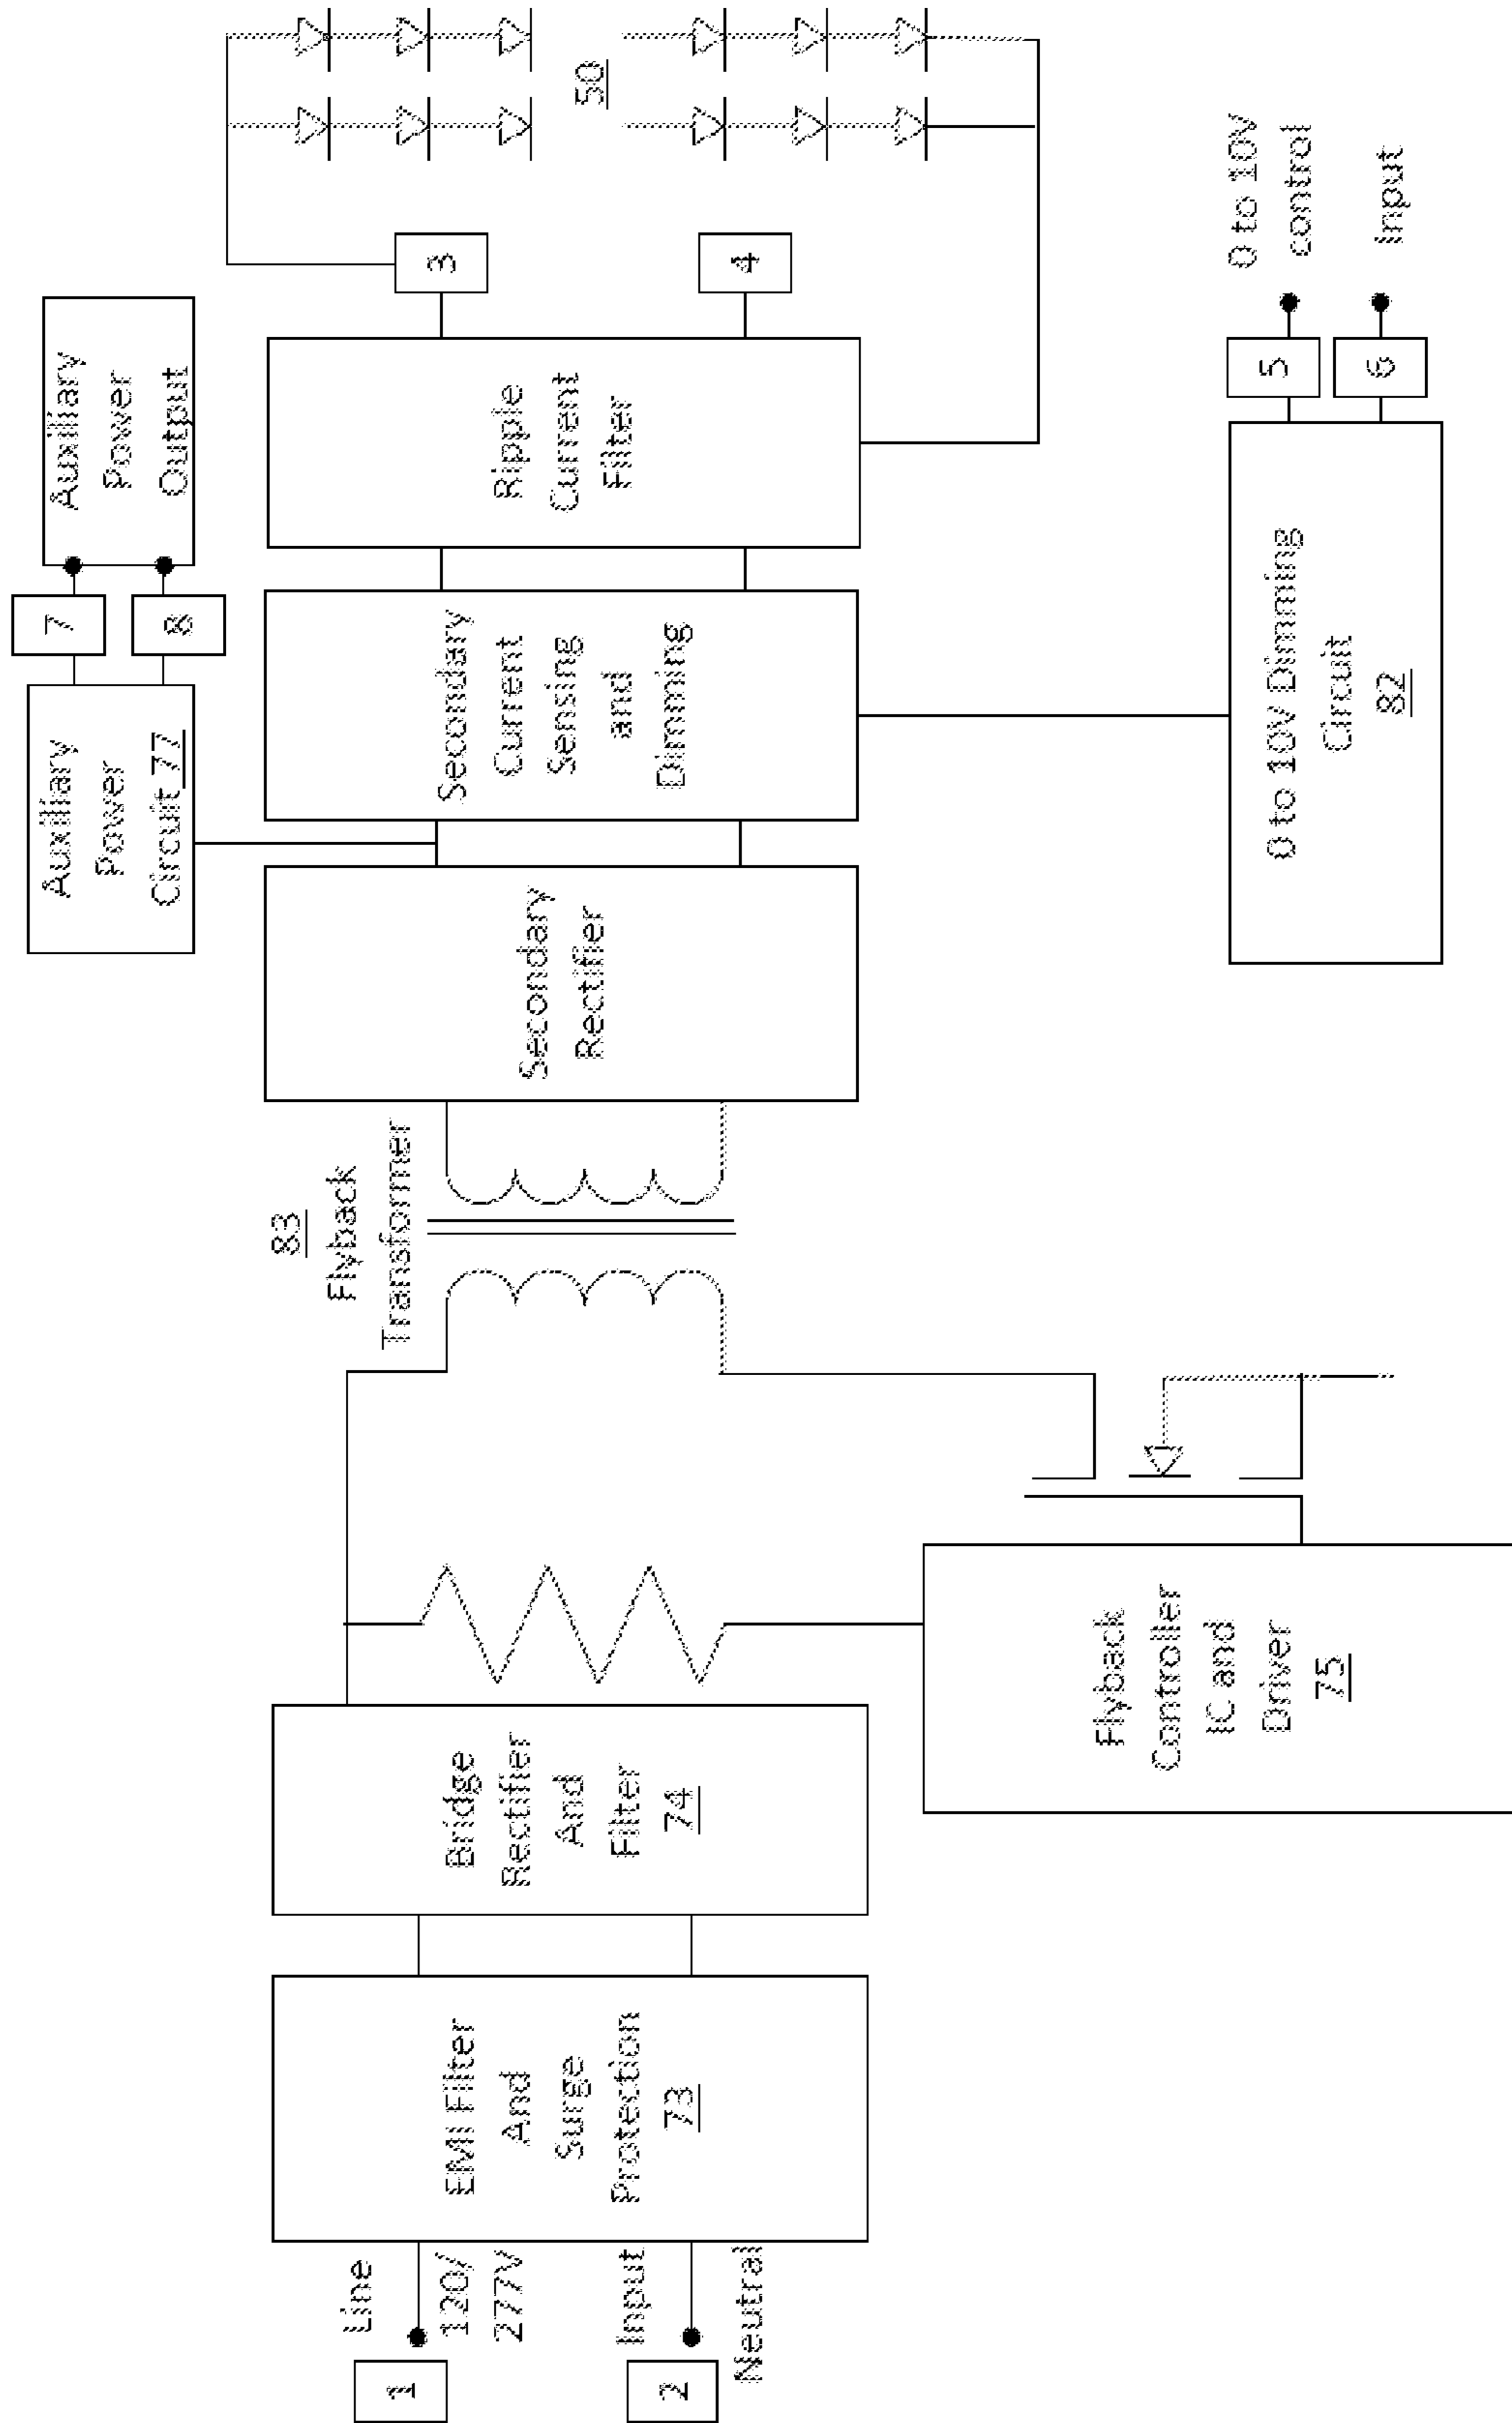 1
2
Line
120/
277V
Input
Neutral
EMI Filter
And
Surge
Protection
73
Bridge
Rectifier
And
Filter
74
Flyback
Controller
IC and
Driver
75
83
Flyback
Transformer
Secondary
Rectifier
Auxiliary
Power
Circuit 77
7
8
Auxiliary
Power
Output
Secondary
Current
Sensing
and
Dimming
Ripple
Current
Filter
3
4
50
0 to 10V Dimming
Circuit
82
5
6
0 to 10V
control
Input